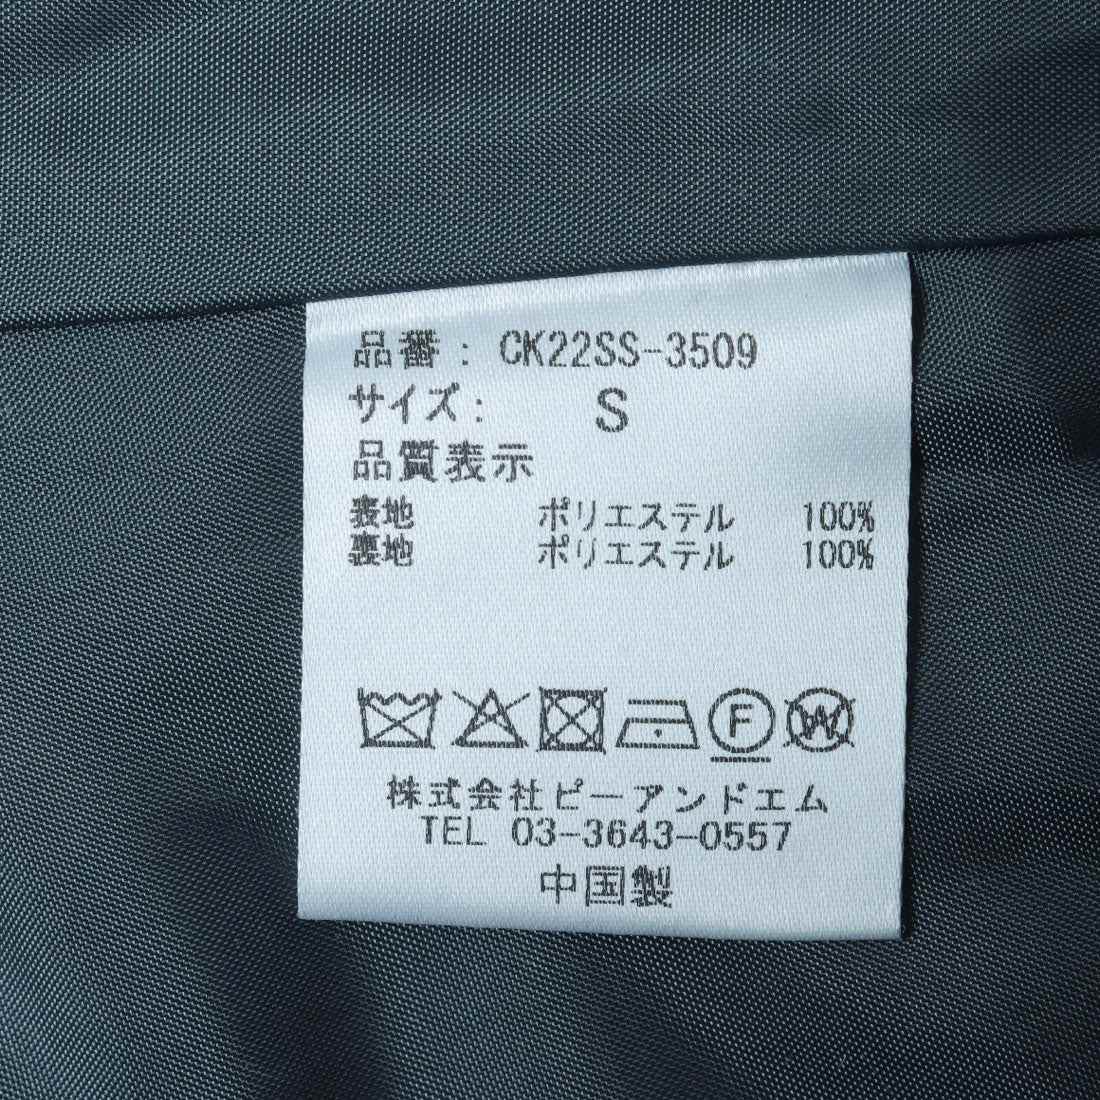 品番: CK22SS-3509
サイズ: S
品質表示
表地 ポリエステル 100%
裏地 ポリエステル 100%
F W
株式会社ピーアンドエム
TEL 03-3643-0557
中国製